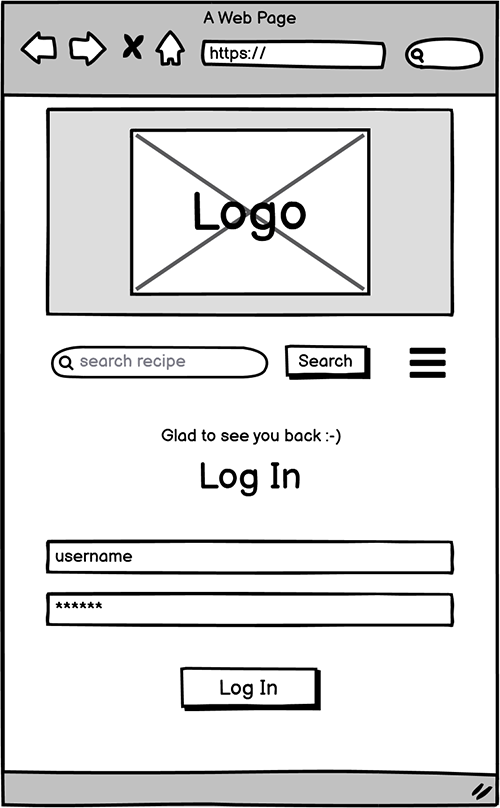 A Web Page
https://
Logo
search recipe
Search
Glad to see you back :-)
Log In
username
******
Log In